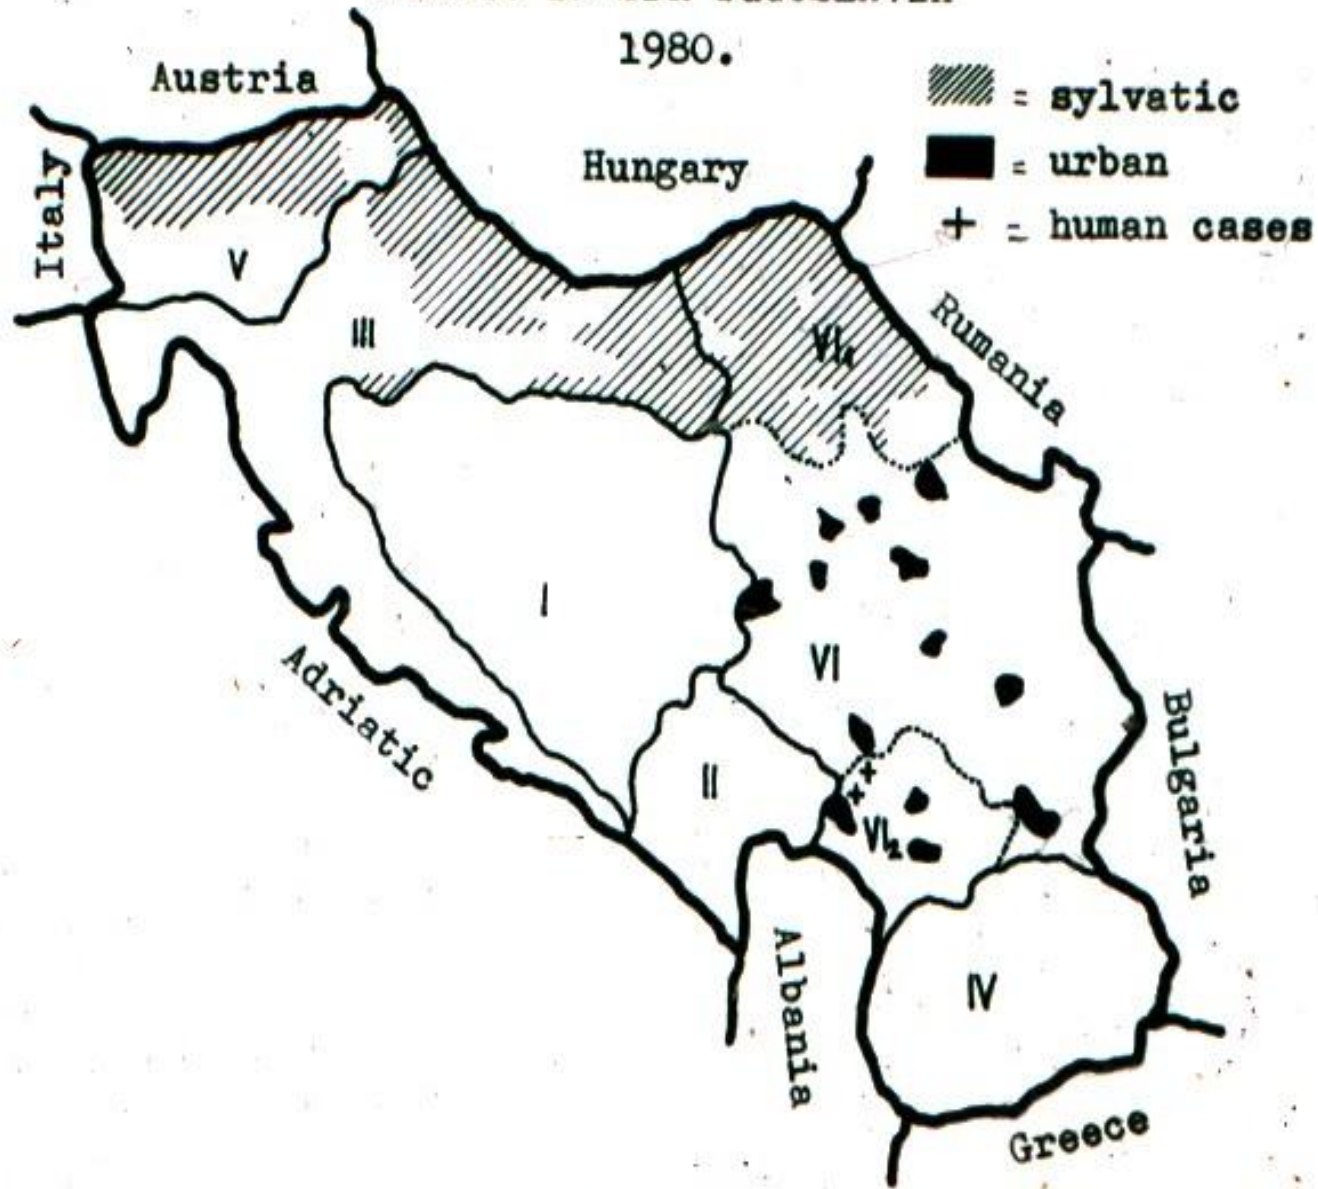 1980.
Austria
= sylvatic
Hungary
= urban
+ = human cases
Italy
V
Rumania
III
VI₁
I
VI
Adriatic
Bulgaria
II
VI₂
Albania
IV
Greece